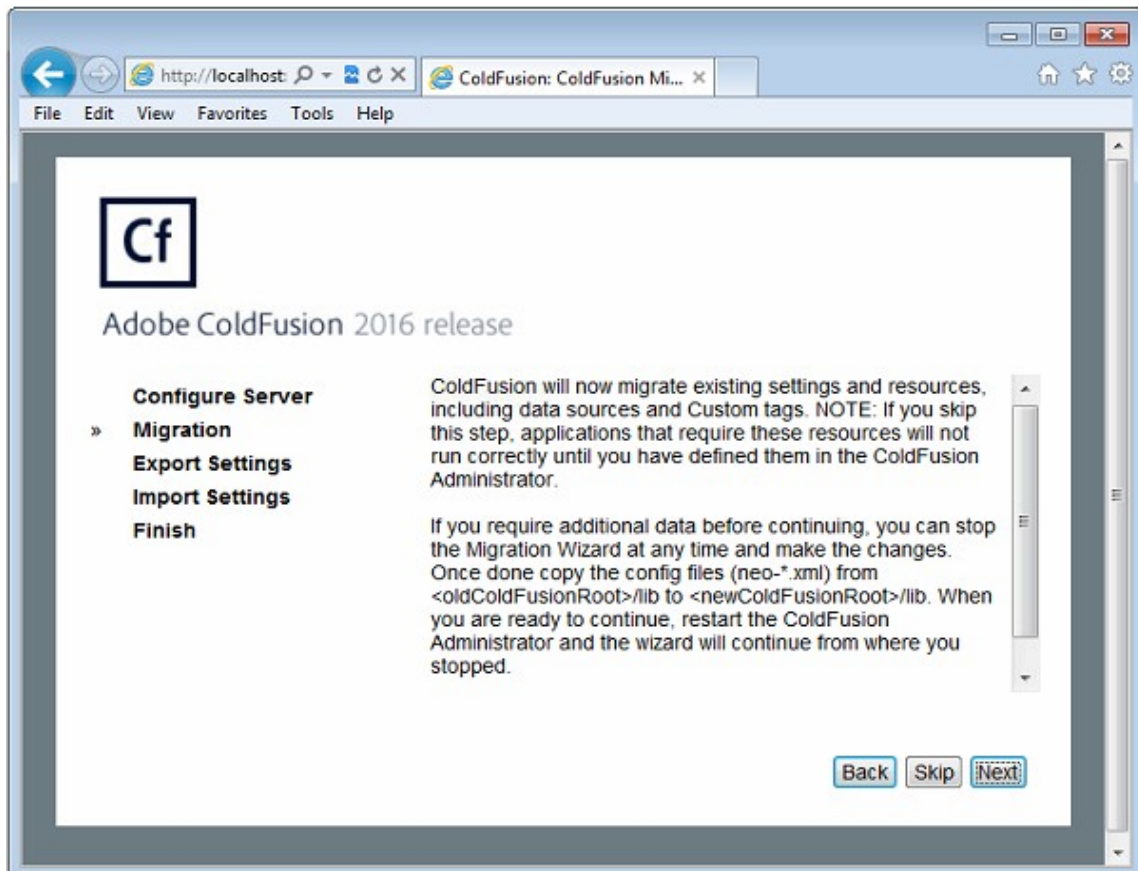 http://localhost:
ColdFusion: ColdFusion Mi...
File Edit View Favorites Tools Help
Cf
Adobe ColdFusion 2016 release
Configure Server
» Migration
Export Settings
Import Settings
Finish
ColdFusion will now migrate existing settings and resources,
including data sources and Custom tags. NOTE: If you skip
this step, applications that require these resources will not
run correctly until you have defined them in the ColdFusion
Administrator.
If you require additional data before continuing, you can stop
the Migration Wizard at any time and make the changes.
Once done copy the config files (neo-*.xml) from
<oldColdFusionRoot>/lib to <newColdFusionRoot>/lib. When
you are ready to continue, restart the ColdFusion
Administrator and the wizard will continue from where you
stopped.
Back Skip Next